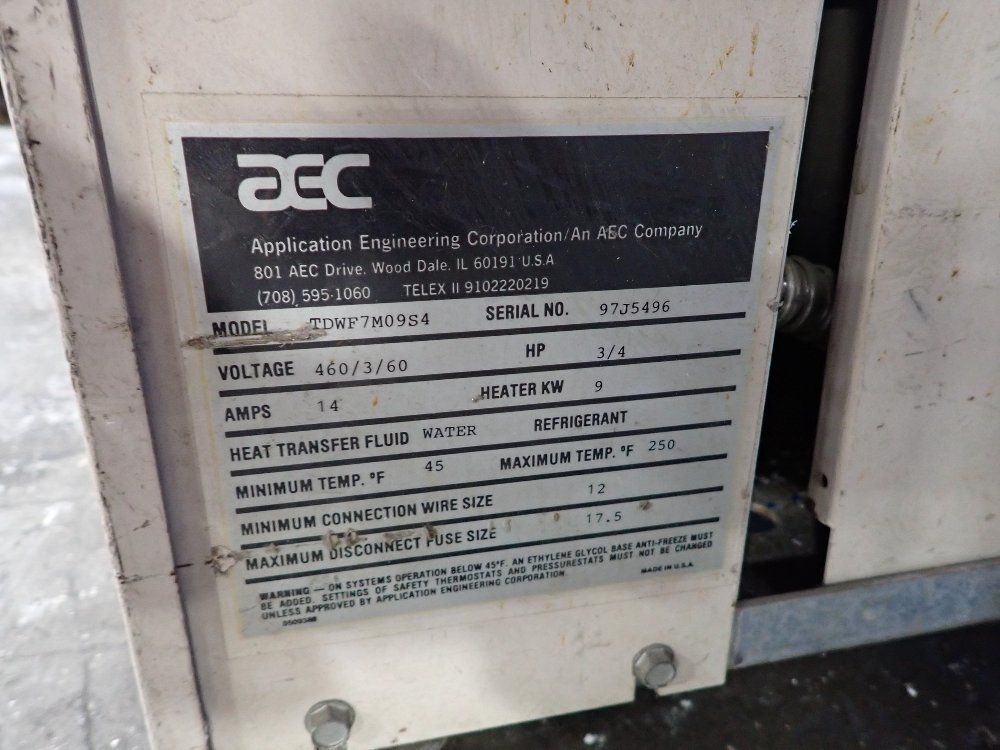 AEC
Application Engineering Corporation/An AEC Company
801 AEC Drive. Wood Dale. IL 60191 U.S.A
(708) 595-1060 TELEX II 9102220219
MODEL TDWF7M09S4 SERIAL NO. 97J5496
VOLTAGE 460/3/60 HP 3/4
AMPS 14 HEATER KW 9
HEAT TRANSFER FLUID WATER REFRIGERANT
MINIMUM TEMP. °F 45 MAXIMUM TEMP. °F 250
MINIMUM CONNECTION WIRE SIZE 12
MAXIMUM DISCONNECT FUSE SIZE 17.5
WARNING — ON SYSTEMS OPERATION BELOW 45°F. AN ETHYLENE GLYCOL BASE ANTI-FREEZE MUST
BE ADDED. SETTINGS OF SAFETY THERMOSTATS AND PRESSURESTATS MUST NOT BE CHANGED
UNLESS APPROVED BY APPLICATION ENGINEERING CORPORATION.
MADE IN U.S.A.